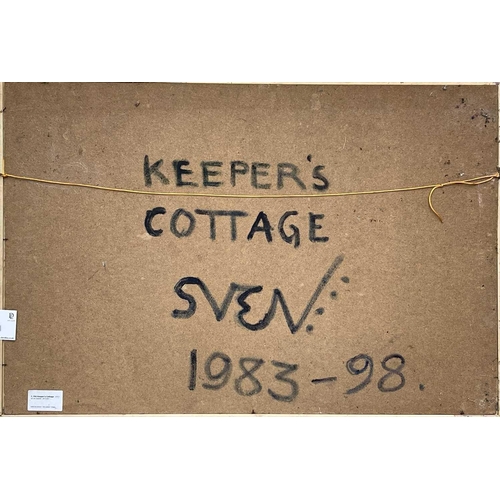 KEEPER'S
COTTAGE
SVEN
1983-98.